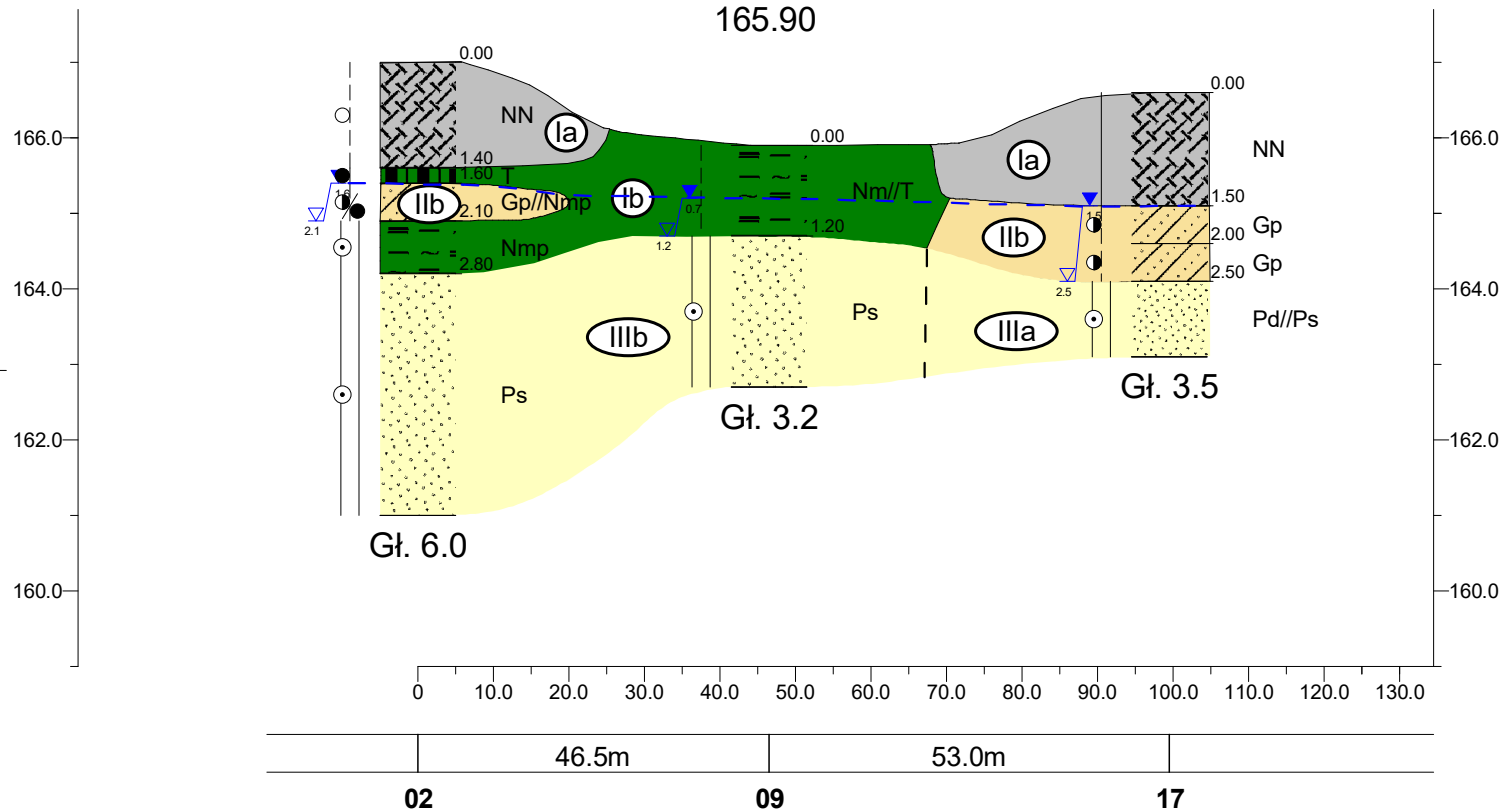 165.90
0.00
0.00
166.0
NN
Ia
0.00
166.0
Ia
NN
1.40
1.60
T
1.6
IIb
Gp//Nmp
Ib
0.7
Nm//T
1.50
1.5
2.10
2.1
1.20
1.2
IIb
2.00
Gp
Nmp
2.80
Gp
2.50
2.5
164.0
164.0
IIIb
Ps
IIIa
Pd//Ps
Ps
Gł. 3.2
Gł. 3.5
162.0
162.0
Gł. 6.0
160.0
160.0
0 10.0 20.0 30.0 40.0 50.0 60.0 70.0 80.0 90.0 100.0 110.0 120.0 130.0
46.5m 53.0m
02 09 17